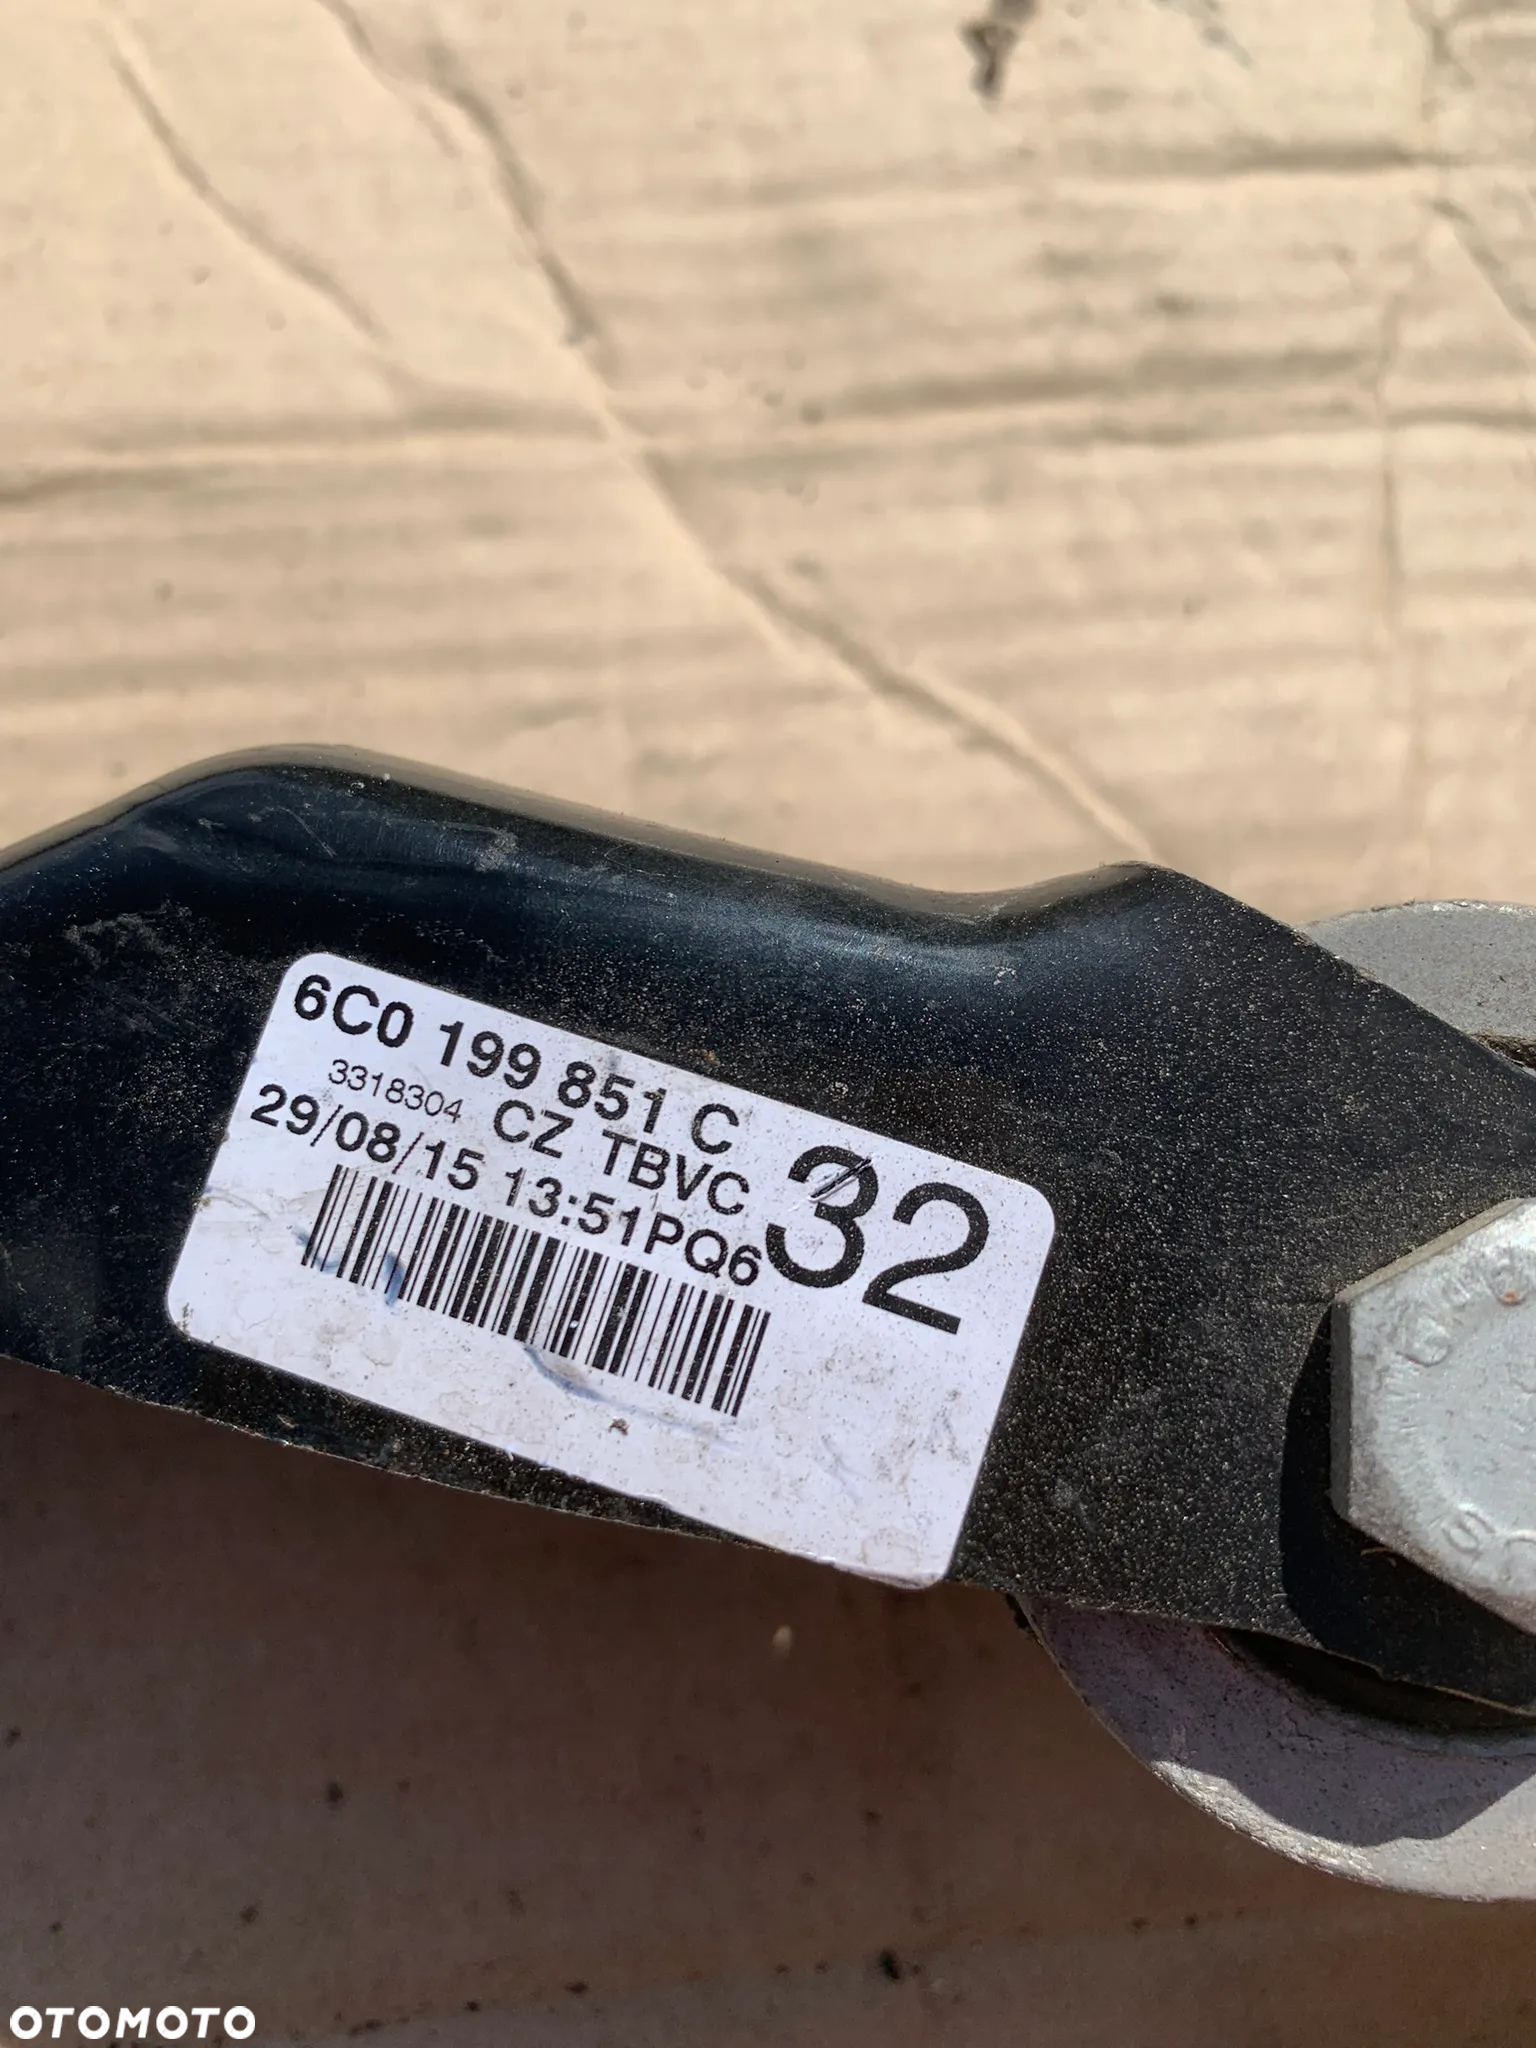 6C0 199 851 C
3318304 CZ TBVC
29/08/15 13:51PQ6
32
OTOMOTO